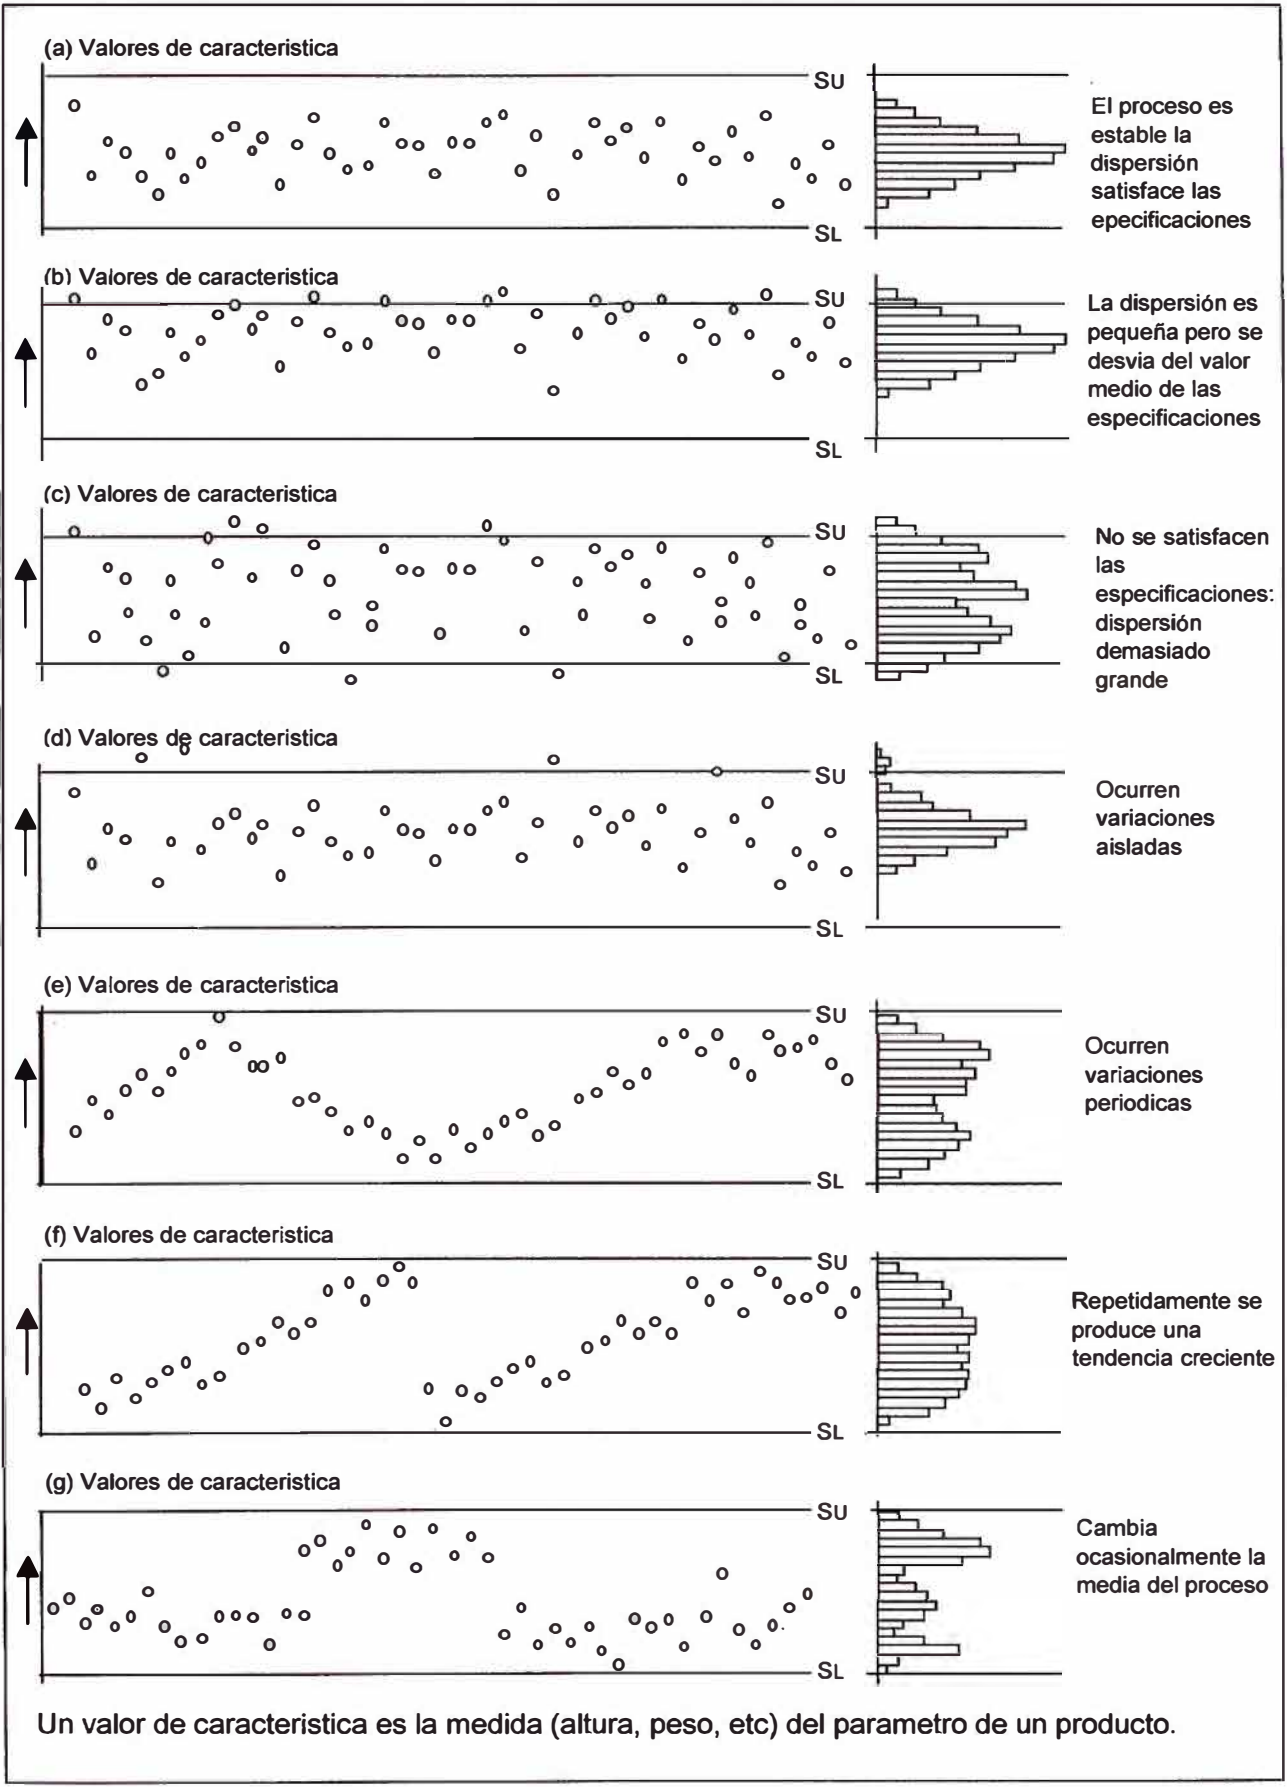 (a) Valores de caracteristica
SU
El proceso es
estable la
dispersión
satisface las
epecificaciones
SL
(b) Valores de caracteristica
SU
La dispersión es
pequeña pero se
desvia del valor
medio de las
especificaciones
SL
(c) Valores de caracteristica
SU
No se satisfacen
las
especificaciones:
dispersión
demasiado
grande
SL
(d) Valores de caracteristica
SU
Ocurren
variaciones
aisladas
SL
(e) Valores de caracteristica
SU
Ocurren
variaciones
periodicas
SL
(f) Valores de caracteristica
SU
Repetidamente se
produce una
tendencia creciente
SL
(g) Valores de caracteristica
SU
Cambia
ocasionalmente la
media del proceso
SL
Un valor de caracteristica es la medida (altura, peso, etc) del parametro de un producto.